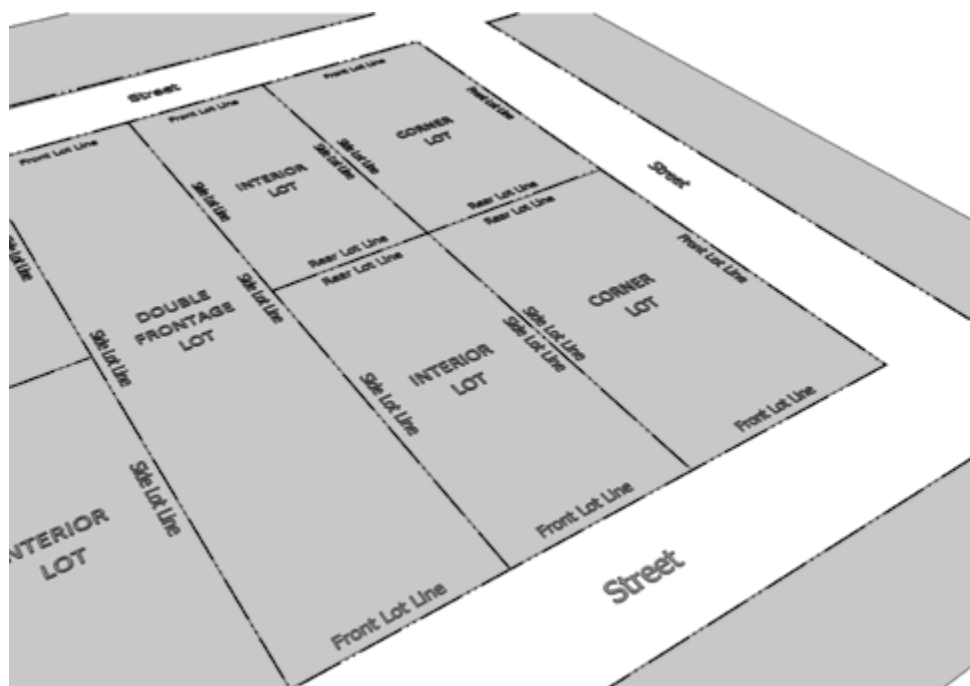 Street
Front Lot Line
Front Lot Line
Front Lot Line
Front Lot Line
CORNER
LOT
Side Lot Line
Side Lot Line
INTERIOR
LOT
Side Lot Line
Side Lot Line
Street
Rear Lot Line
Rear Lot Line
Rear Lot Line
Rear Lot Line
Front Lot Line
Side Lot Line
Side Lot Line
DOUBLE
FRONTAGE
LOT
CORNER
LOT
Side Lot Line
Side Lot Line
Side Lot Line
INTERIOR
LOT
Side Lot Line
Front Lot Line
Side Lot Line
NTERIOR
LOT
Front Lot Line
Street
Front Lot Line